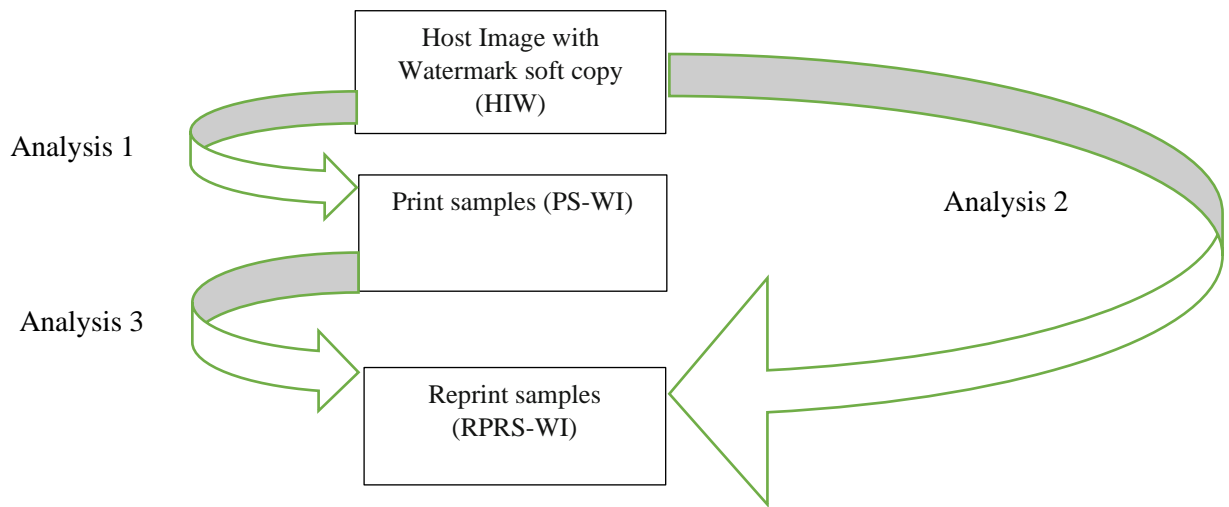 Host Image with
Watermark soft copy
(HIW)
Analysis 1
Print samples (PS-WI)
Analysis 2
Analysis 3
Reprint samples
(RPRS-WI)